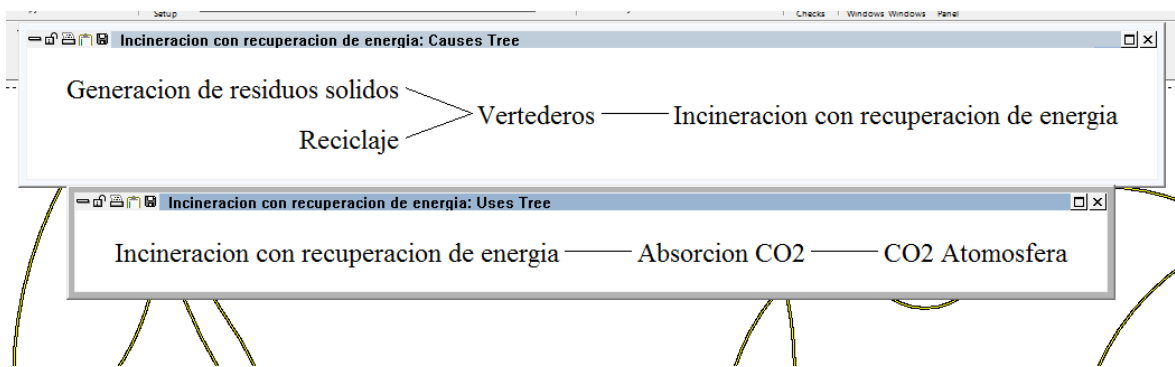 Setup
Checks Windows Windows Panel
Incineracion con recuperacion de energia: Causes Tree
Generacion de residuos solidos
Vertederos Incineracion con recuperacion de energia
Reciclaje
Incineracion con recuperacion de energia: Uses Tree
Incineracion con recuperacion de energia Absorcion CO2 CO2 Atomosfera